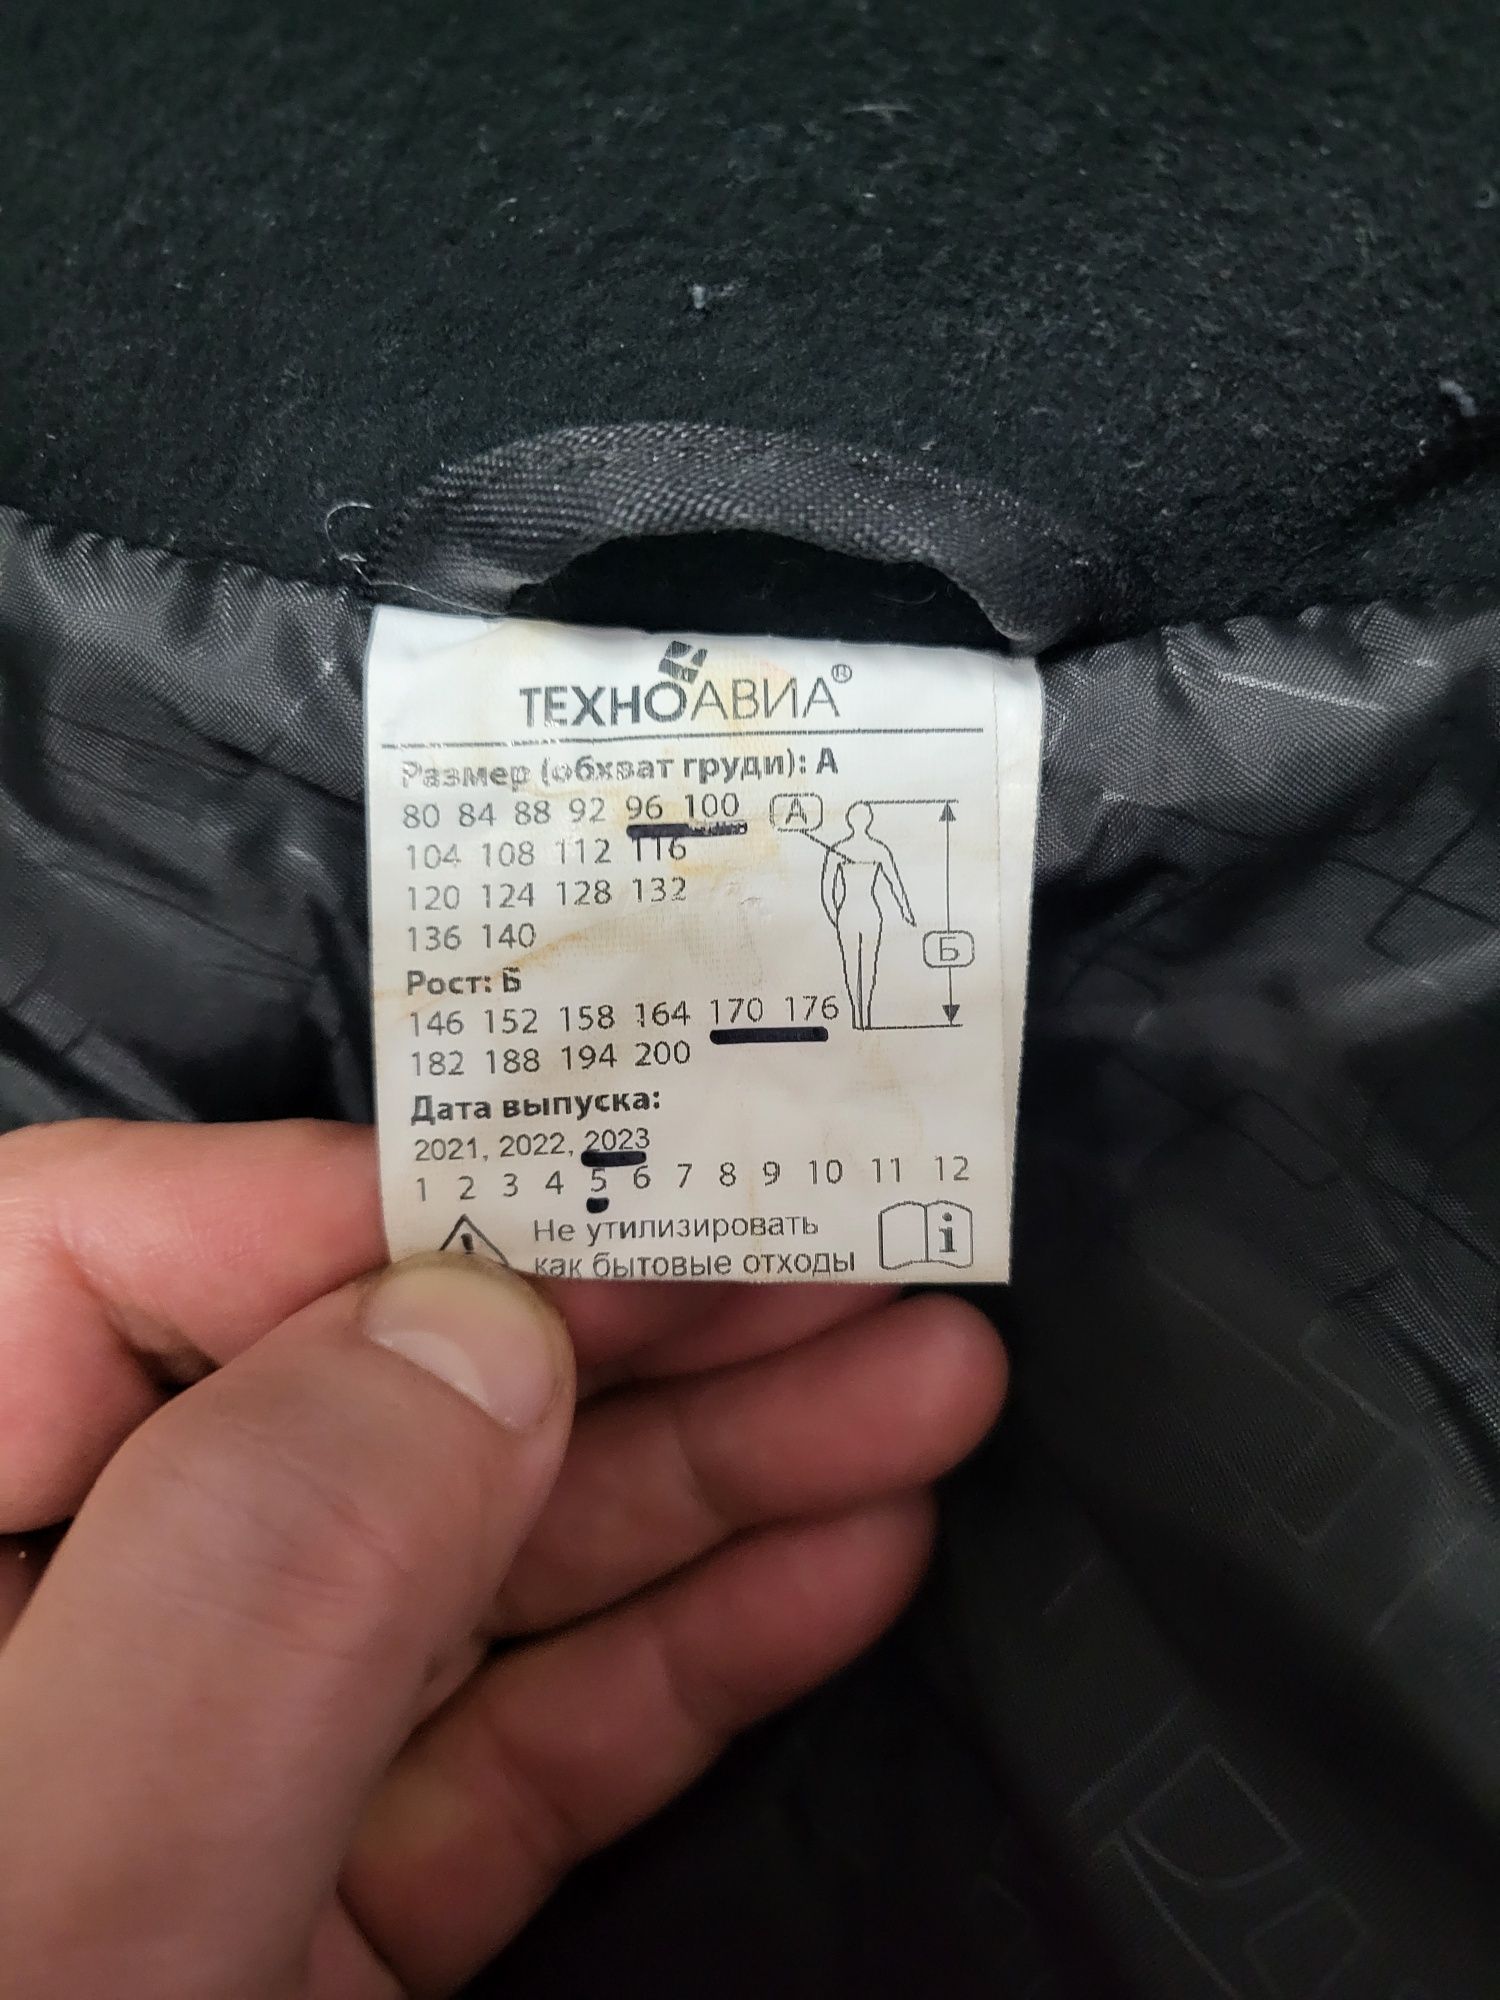 ТЕХНОАВИА®
Размер (обхват груди): А
80 84 88 92 96 100
А
104 108 112 116
120 124 128 132
136 140
Б
Рост: Б
146 152 158 164 170 176
182 188 194 200
Дата выпуска:
2021, 2022, 2023
1 2 3 4 5 6 7 8 9 10 11 12
! Не утилизировать
как бытовые отходы
i